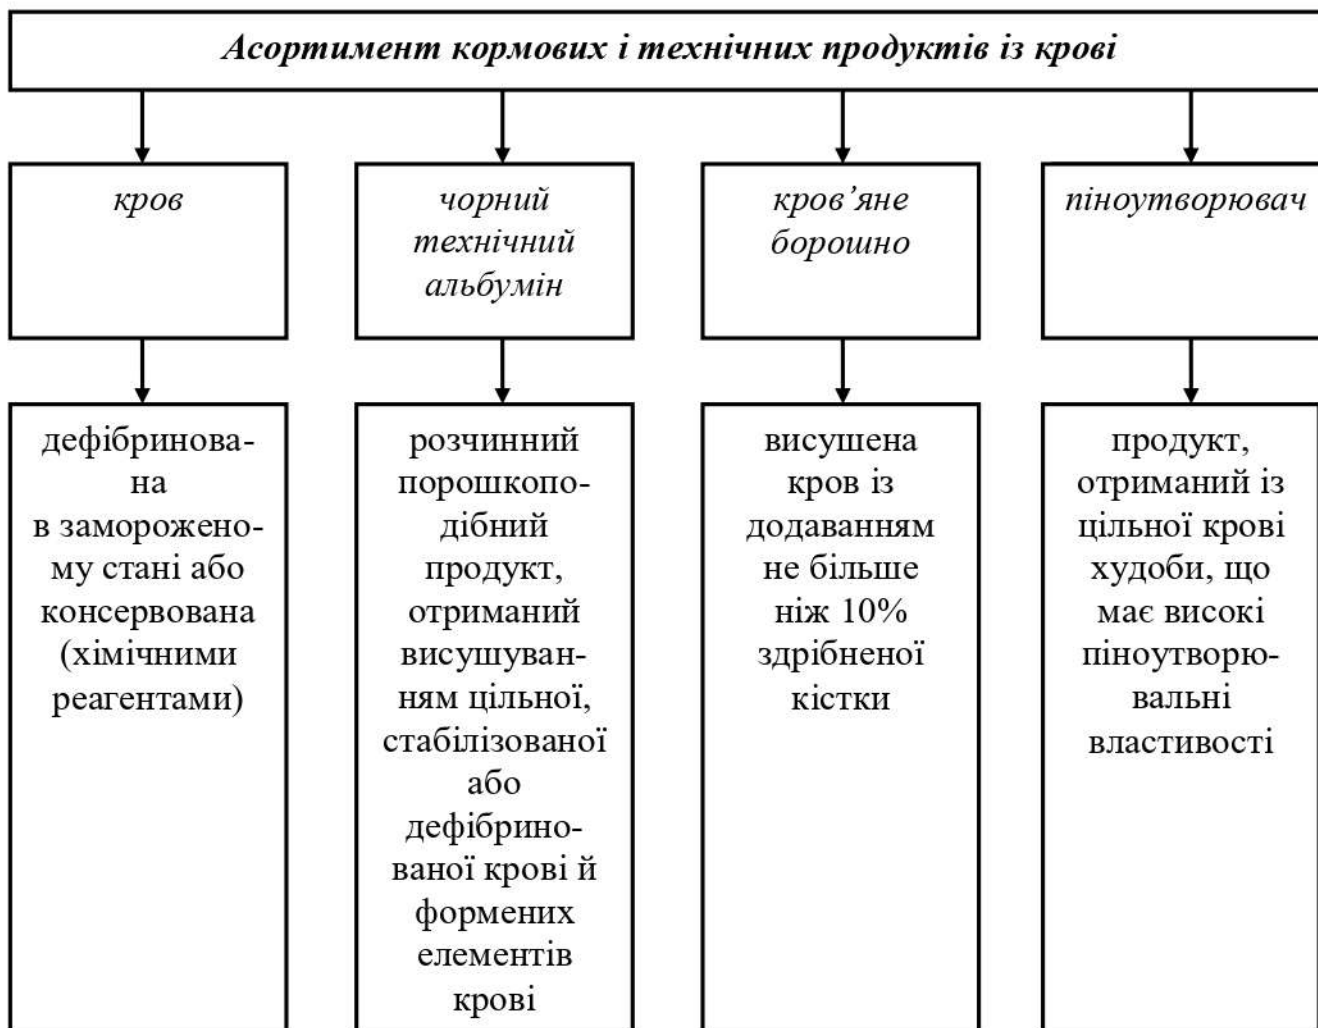 Асортимент кормових і технічних продуктів із крові
кров
чорний
технічний
альбумін
кров’яне
борошно
піноутворювач
дефібринова-
на
в заморожено-
му стані або
консервована
(хімічними
реагентами)
розчинний
порошкопо-
дібний
продукт,
отриманий
висушуван-
ням цільної,
стабілізованої
або
дефібрино-
ваної крові й
формених
елементів
крові
висушена
кров із
додаванням
не більше
ніж 10%
здрібненої
кістки
продукт,
отриманий із
цільної крові
худоби, що
має високі
піноутворю-
вальні
властивості